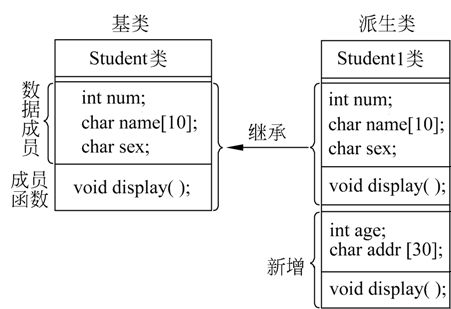 基类
Student类
数据成员
int num;
char name[10];
char sex;
成员
函数
void display( );
继承
派生类
Student1类
int num;
char name[10];
char sex;
void display( );
新增
int age;
char addr [30];
void display( );